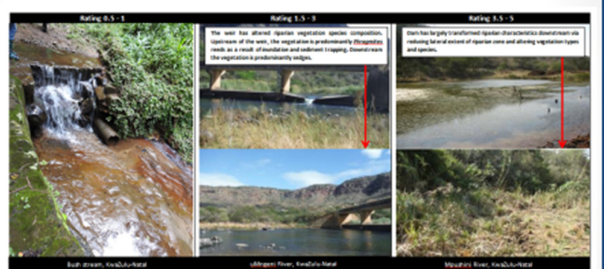 Rating 0.5 - 1
Rating 1.5 - 3
Rating 3.5 - 5
The weir has altered riparian vegetation species composition.
Upstream of the weir, the vegetation is predominantly Phragmites
reeds as a result of inundation and sediment trapping. Downstream
the vegetation is predominantly sedges.
Dam has largely transformed riparian characteristics downstream via
reducing lateral extent of riparian zone and altering vegetation types
and species.
Bush stream, KwaZulu-Natal
uMngeni River, KwaZulu-Natal
Mpushini River, KwaZulu-Natal